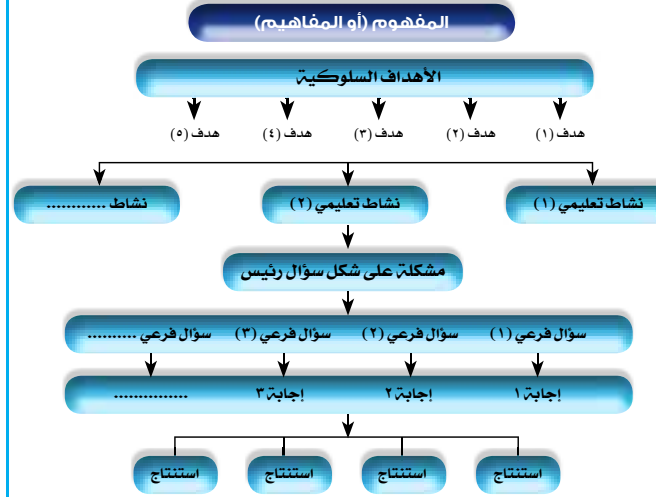 المفهوم (أو المفاهيم)
الأهداف السلوكية
هدف (١) هدف (٢) هدف (٣) هدف (٤) هدف (٥)
نشاط تعليمي (١) نشاط تعليمي (٢) نشاط ............
مشكلة على شكل سؤال رئيس
سؤال فرعي (١) سؤال فرعي (٢) سؤال فرعي (٣) سؤال فرعي ..........
إجابة ١ إجابة ٢ إجابة ٣ ...............
استنتاج استنتاج استنتاج استنتاج